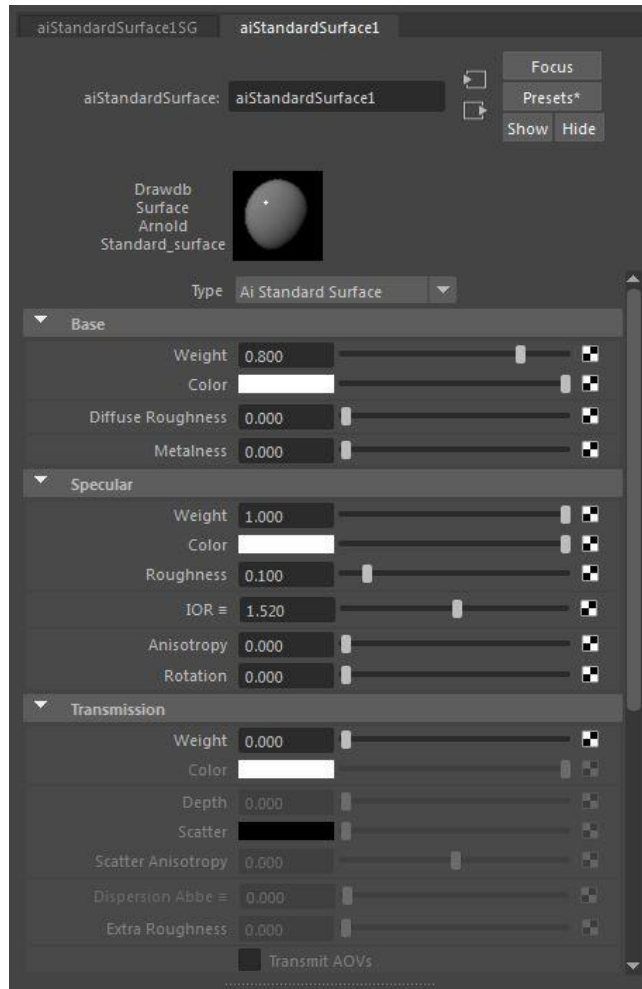 aiStandardSurface1SG aiStandardSurface1
Focus
aiStandardSurface: aiStandardSurface1
Presets*
Show Hide
Drawdb
Surface
Arnold
Standard_surface
Type Ai Standard Surface
Base
Weight 0.800
Color
Diffuse Roughness 0.000
Metalness 0.000
Specular
Weight 1.000
Color
Roughness 0.100
IOR ≡ 1.520
Anisotropy 0.000
Rotation 0.000
Transmission
Weight 0.000
Color
Depth 0.000
Scatter
Scatter Anisotropy 0.000
Dispersion Abbe ≡ 0.000
Extra Roughness 0.000
Transmit AOVs